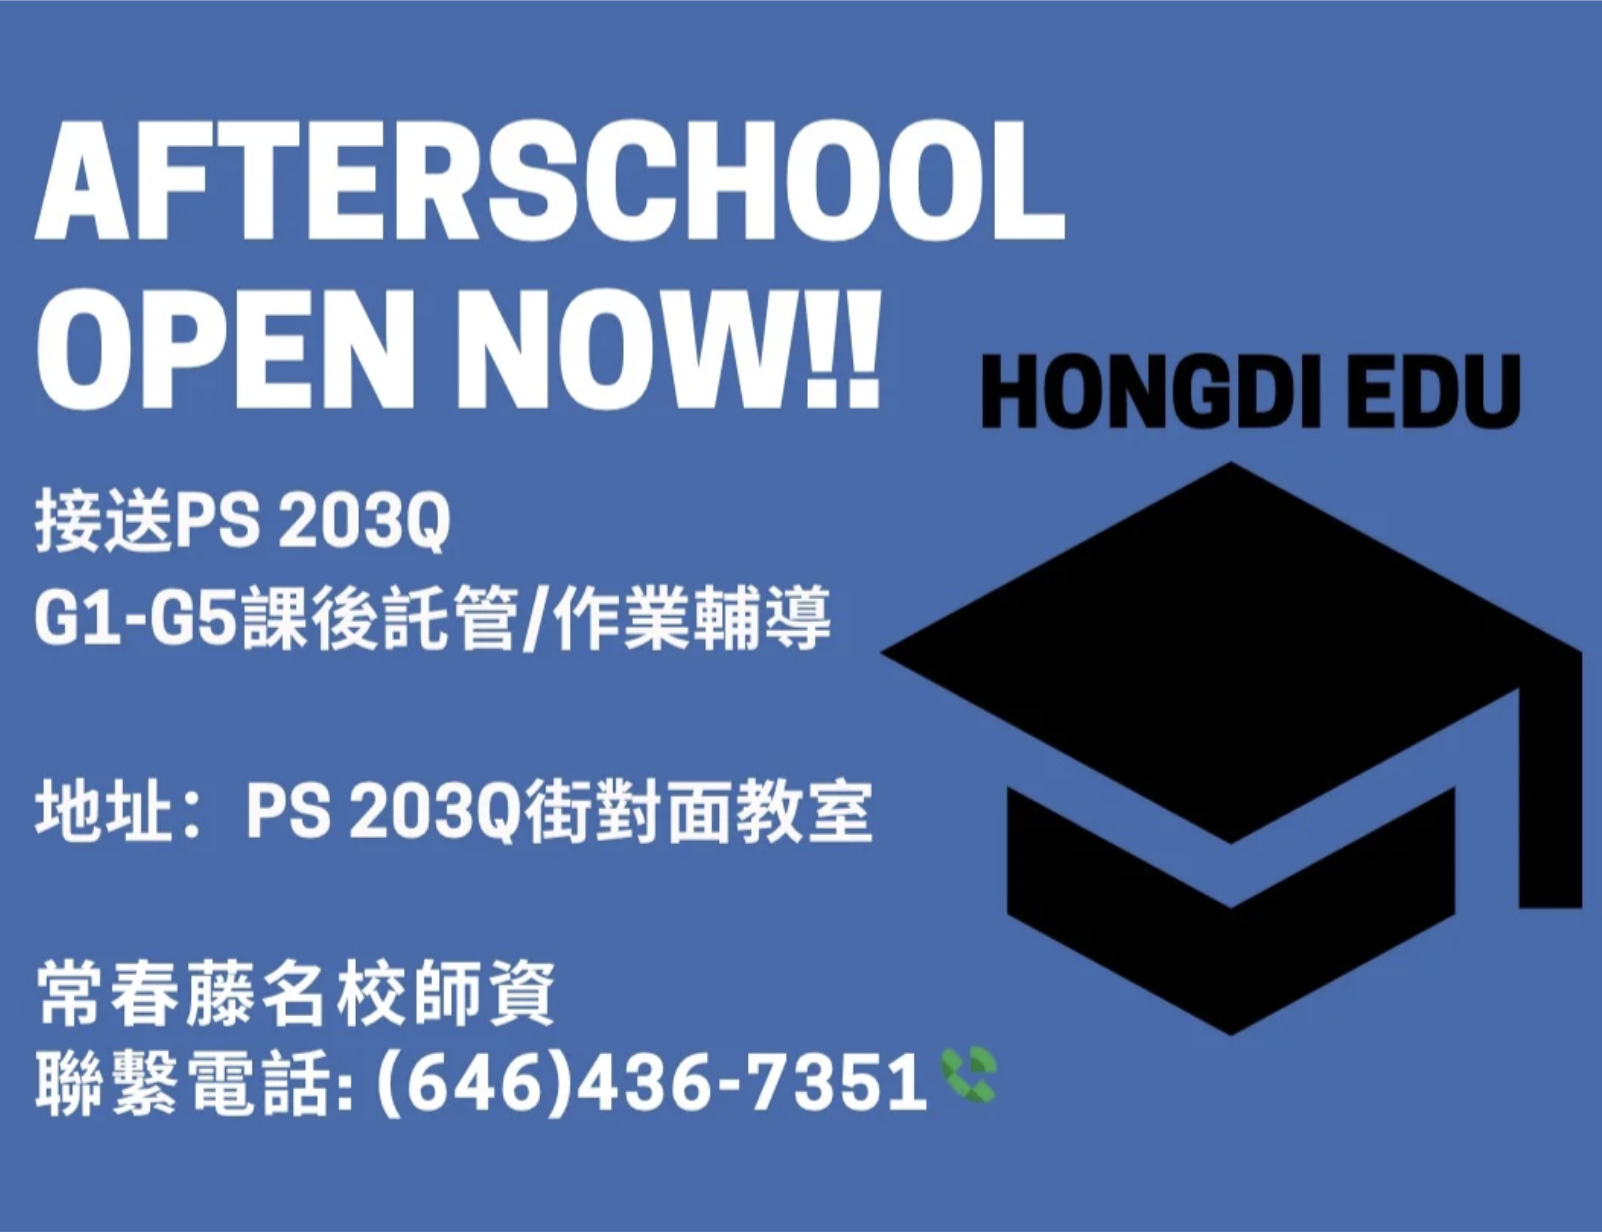 AFTERSCHOOL
OPEN NOW!!
HONGDI EDU
接送PS 203Q
G1-G5課後託管/作業輔導
地址：PS 203Q街對面教室
常春藤名校師資
聯繫電話: (646)436-7351